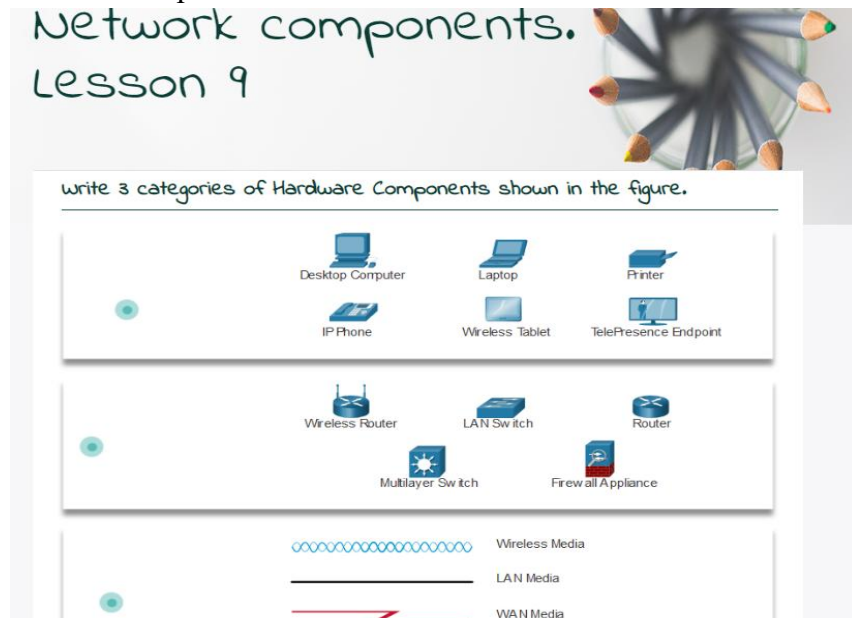 Network components.
Lesson 9
write 3 categories of Hardware Components shown in the figure.
Desktop Computer Laptop Printer
IP Phone Wireless Tablet TelePresence Endpoint
Wireless Router LAN Switch Router
Multilayer Switch Firewall Appliance
Wireless Media
LAN Media
WAN Media